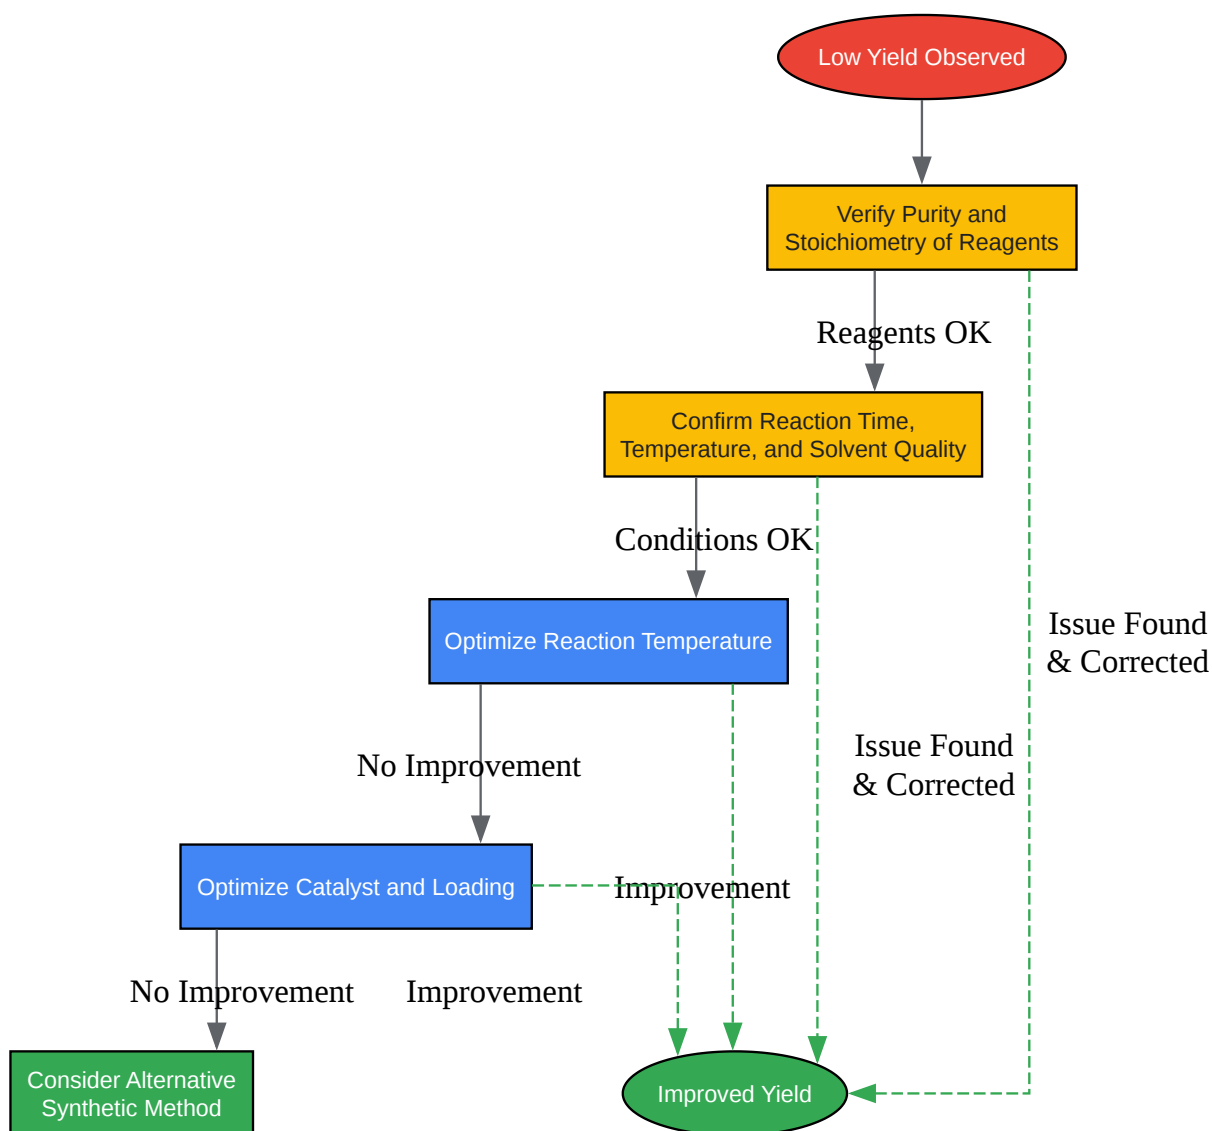 Low Yield Observed
Verify Purity and
Stoichiometry of Reagents
Reagents OK
Confirm Reaction Time,
Temperature, and Solvent Quality
Conditions OK
Optimize Reaction Temperature
Issue Found
& Corrected
Issue Found
& Corrected
No Improvement
Optimize Catalyst and Loading
Improvement
No Improvement
Improvement
Consider Alternative
Synthetic Method
Improved Yield